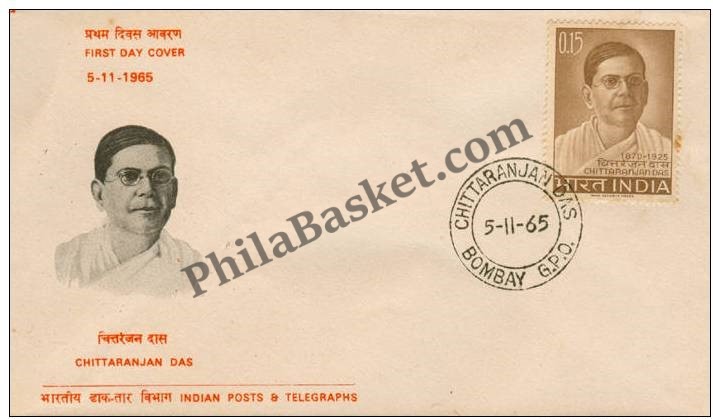 प्रथम दिवस आवरण
FIRST DAY COVER
5-11-1965
0.15
1870-1925
चित्तरंजन दास
CHITTARANJAN DAS
भारत INDIA
CHITTARANJAN DAS
5-11-65
BOMBAY G.P.O.
PhilaBasket.com
चित्तरंजन दास
CHITTARANJAN DAS
भारतीय डाक-तार विभाग INDIAN POSTS & TELEGRAPHS